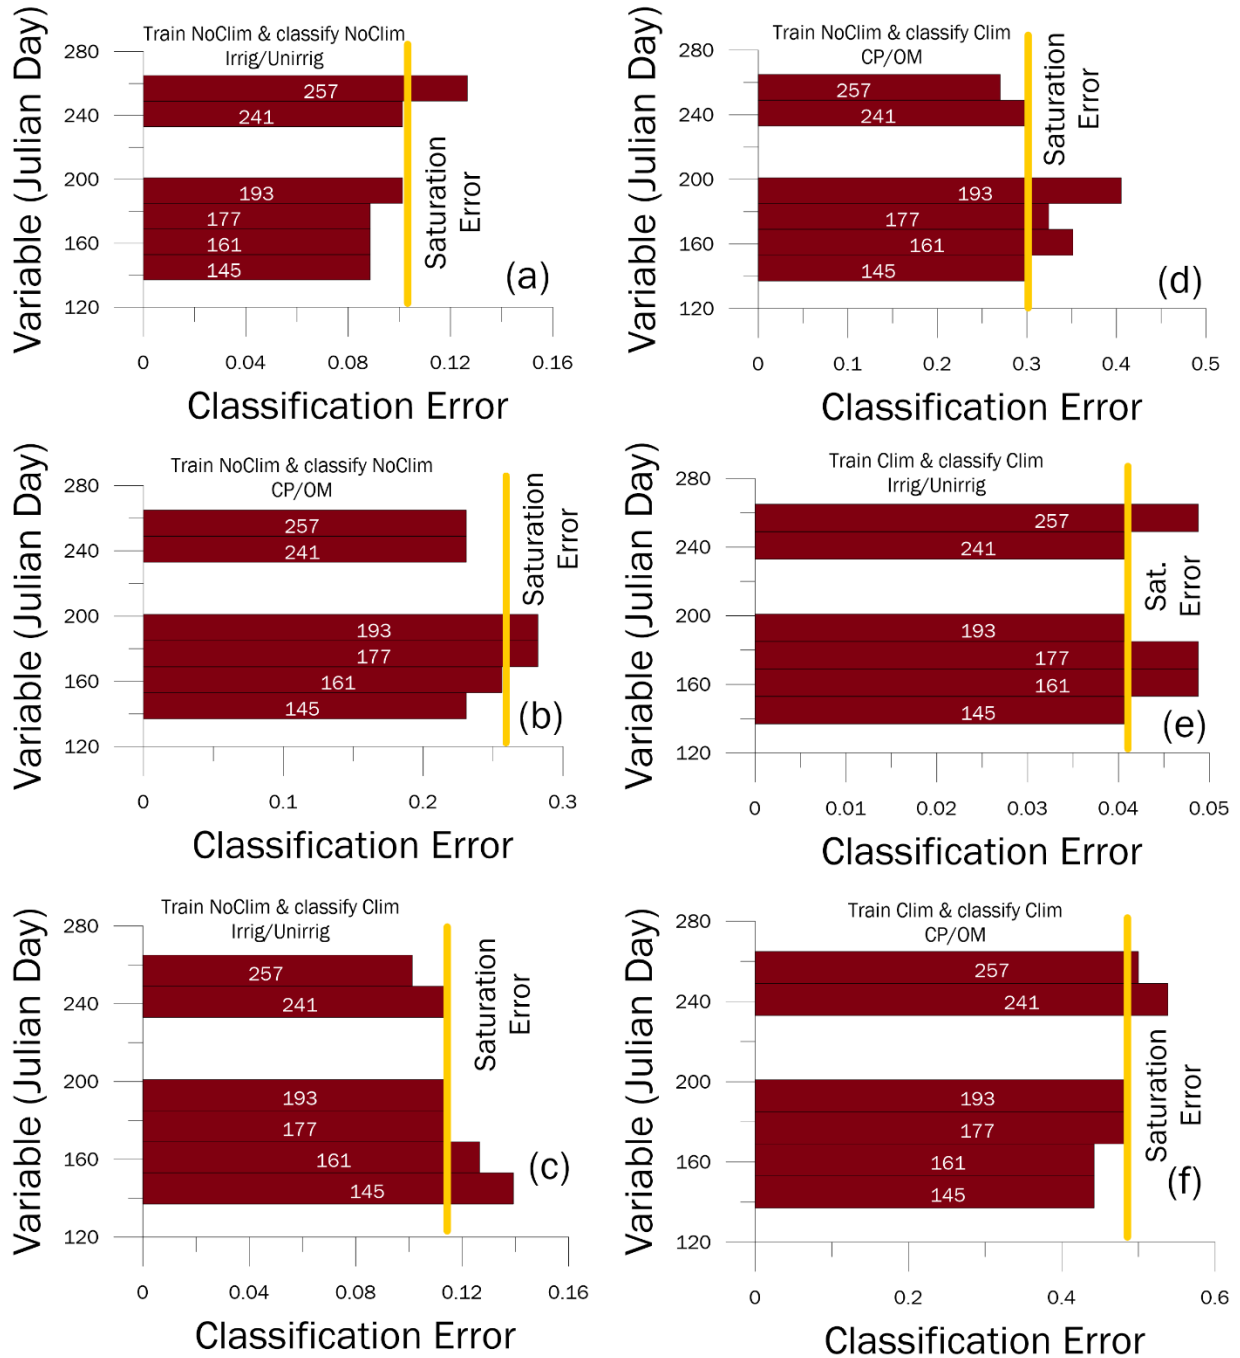 Train NoClim & classify NoClim
Irrig/Unirrig
Variable (Julian Day)
280
240
200
160
120
257
241
193
177
161
145
Saturation
Error
(a)
0
0.04
0.08
0.12
0.16
Classification Error
Train NoClim & classify Clim
CP/OM
Variable (Julian Day)
280
240
200
160
120
257
241
193
177
161
145
Saturation
Error
(d)
0
0.1
0.2
0.3
0.4
0.5
Classification Error
Train NoClim & classify NoClim
CP/OM
Variable (Julian Day)
280
240
200
160
120
257
241
193
177
161
145
Saturation
Error
(b)
0
0.1
0.2
0.3
Classification Error
Train Clim & classify Clim
Irrig/Unirrig
Variable (Julian Day)
280
240
200
160
120
257
241
193
177
161
145
Sat.
Error
(e)
0
0.01
0.02
0.03
0.04
0.05
Classification Error
Train NoClim & classify Clim
Irrig/Unirrig
Variable (Julian Day)
280
240
200
160
120
257
241
193
177
161
145
Saturation
Error
(c)
0
0.04
0.08
0.12
0.16
Classification Error
Train Clim & classify Clim
CP/OM
Variable (Julian Day)
280
240
200
160
120
257
241
193
177
161
145
Saturation
Error
(f)
0
0.2
0.4
0.6
Classification Error